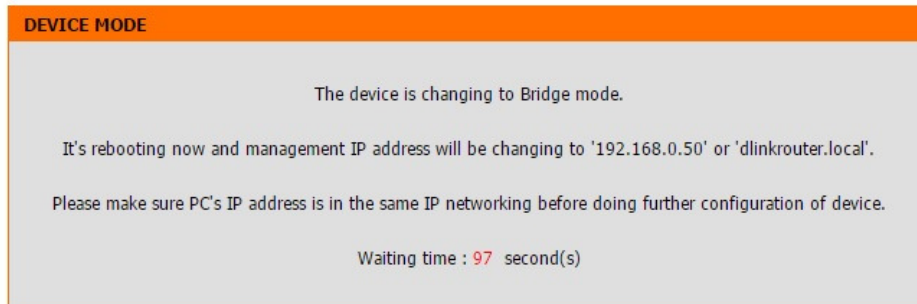 DEVICE MODE
The device is changing to Bridge mode.
It's rebooting now and management IP address will be changing to '192.168.0.50' or 'dlinkrouter.local'.
Please make sure PC's IP address is in the same IP networking before doing further configuration of device.
Waiting time : 97 second(s)